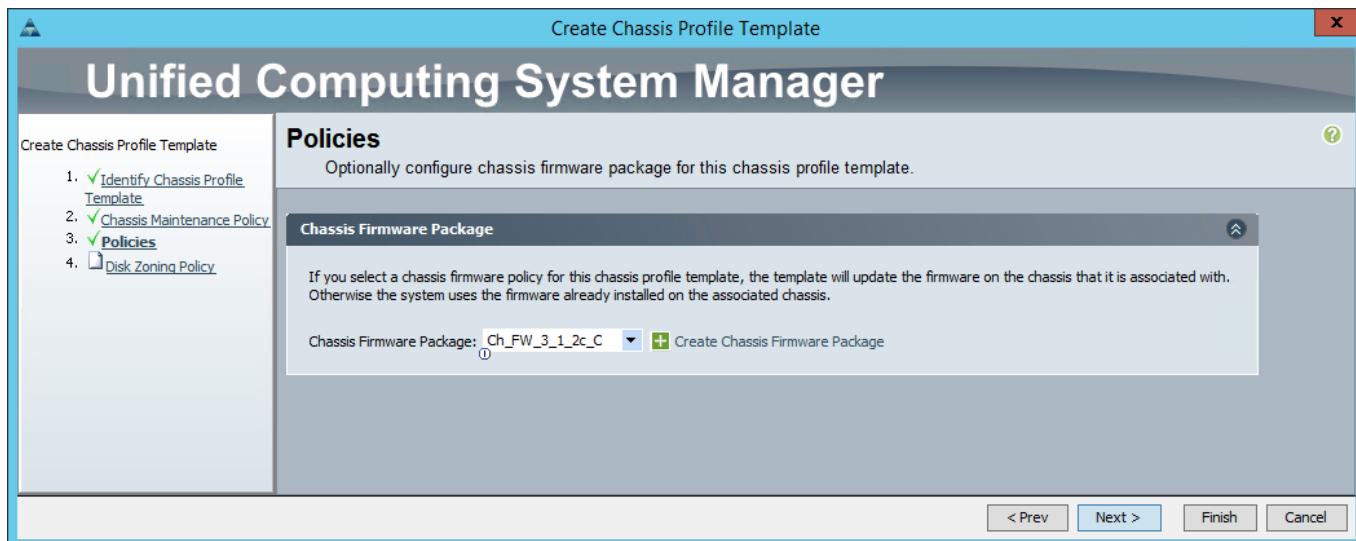 Create Chassis Profile Template
x
Unified Computing System Manager
Create Chassis Profile Template
1. Identify Chassis Profile
Template
2. Chassis Maintenance Policy
3. Policies
4. Disk Zoning Policy
Policies
Optionally configure chassis firmware package for this chassis profile template.
?
Chassis Firmware Package
If you select a chassis firmware policy for this chassis profile template, the template will update the firmware on the chassis that it is associated with.
Otherwise the system uses the firmware already installed on the associated chassis.
Chassis Firmware Package: Ch_FW_3_1_2c_C Create Chassis Firmware Package
< Prev Next > Finish Cancel